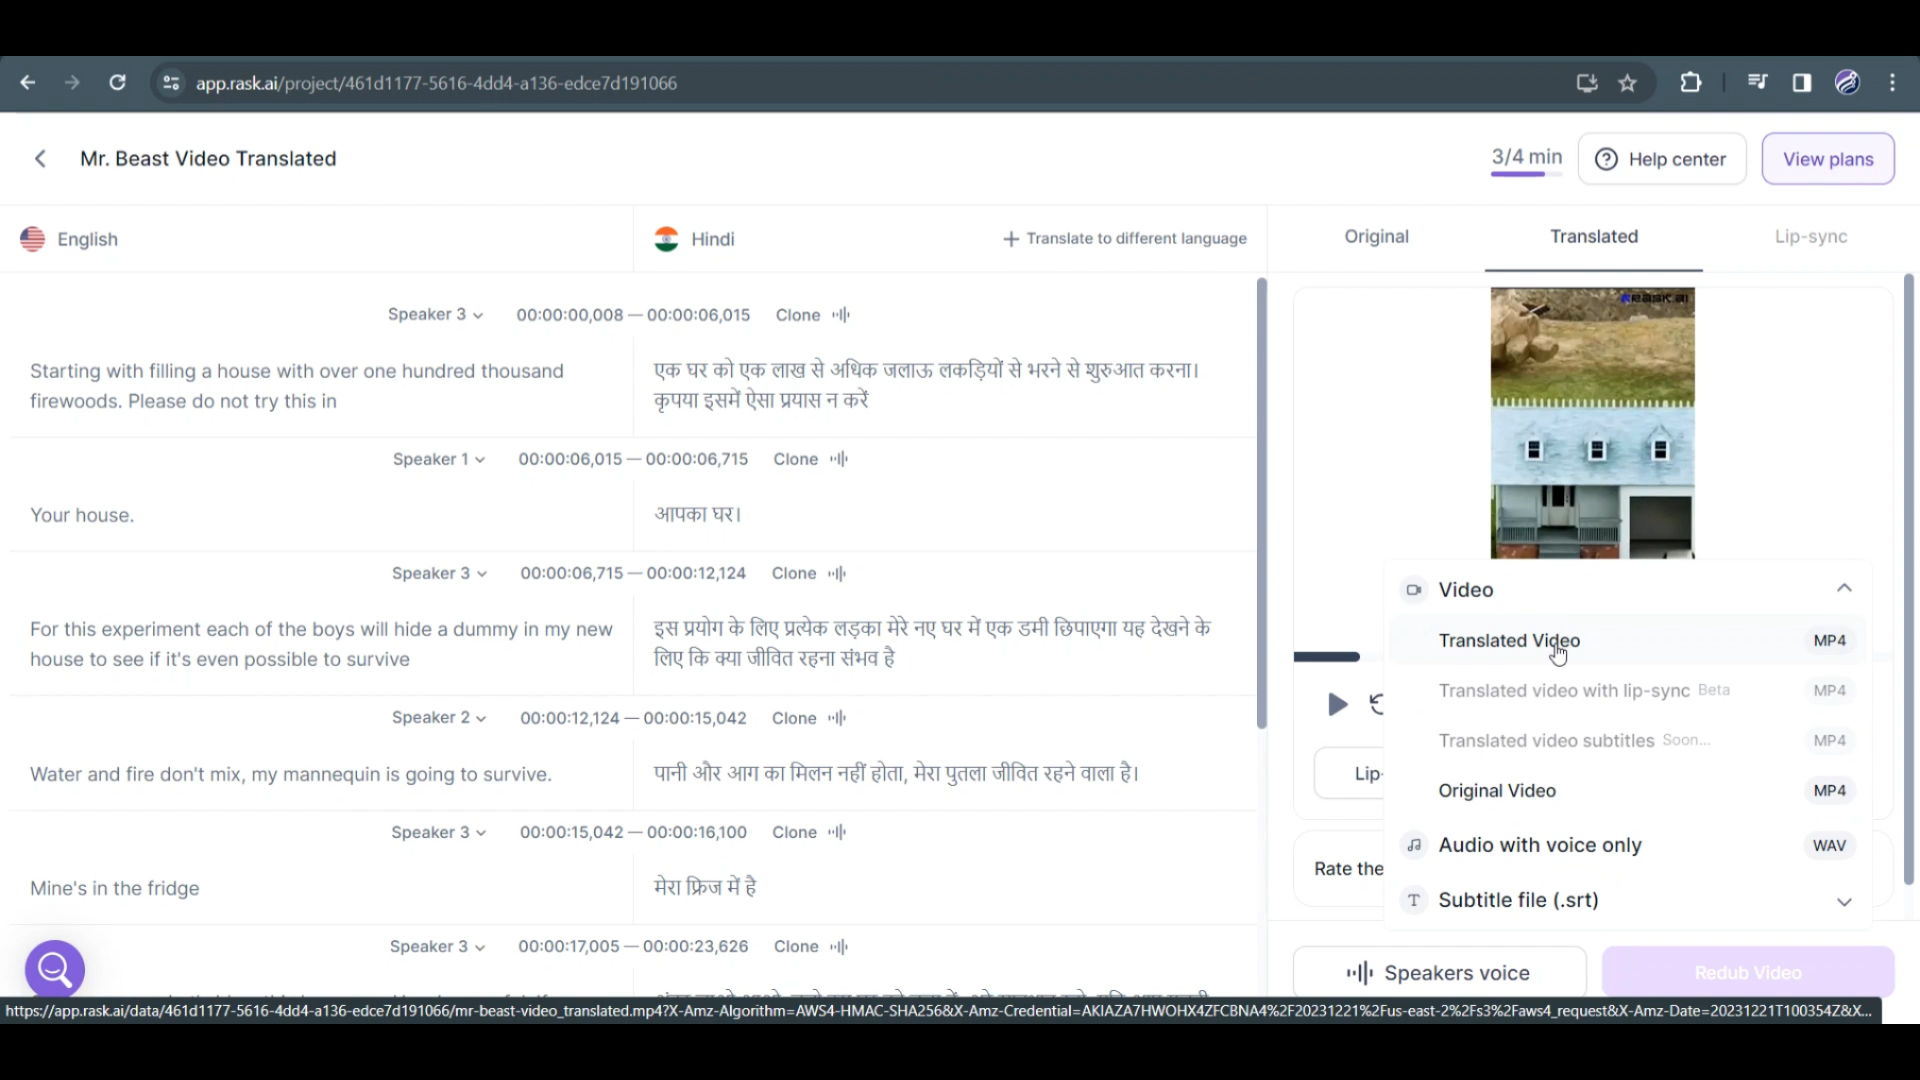 app.rask.ai/project/461d1177-5616-4dd4-a136-edce7d191066
Mr. Beast Video Translated
3/4 min
Help center
View plans
English
Hindi
+ Translate to different language
Original
Translated
Lip-sync
RASK AI
Speaker 3 00:00:00,008 — 00:00:06,015 Clone
Starting with filling a house with over one hundred thousand
firewoods. Please do not try this in
एक घर को एक लाख से अधिक जलाऊ लकड़ियों से भरने से शुरुआत करना।
कृपया इसमें ऐसा प्रयास न करें
Speaker 1 00:00:06,015 — 00:00:06,715 Clone
Your house.
आपका घर।
Speaker 3 00:00:06,715 — 00:00:12,124 Clone
For this experiment each of the boys will hide a dummy in my new
house to see if it's even possible to survive
इस प्रयोग के लिए प्रत्येक लड़का मेरे नए घर में एक डमी छिपाएगा यह देखने के
लिए कि क्या जीवित रहना संभव है
Speaker 2 00:00:12,124 — 00:00:15,042 Clone
Water and fire don't mix, my mannequin is going to survive.
पानी और आग का मिलन नहीं होता, मेरा पुतला जीवित रहने वाला है।
Speaker 3 00:00:15,042 — 00:00:16,100 Clone
Mine's in the fridge
मेरा फ्रिज में है
Speaker 3 00:00:17,005 — 00:00:23,626 Clone
Video
Translated Video MP4
Translated video with lip-sync Beta MP4
Translated video subtitles Soon... MP4
Original Video MP4
Audio with voice only WAV
Subtitle file (.srt)
Lip-
Rate the
Speakers voice
Redub Video
https://app.rask.ai/data/461d1177-5616-4dd4-a136-edce7d191066/mr-beast-video_translated.mp4?X-Amz-Algorithm=AWS4-HMAC-SHA256&X-Amz-Credential=AKIAZA7HWOHX4ZFCBNA4%2F20231221%2Fus-east-2%2Fs3%2Faws4_request&X-Amz-Date=20231221T100354Z&X...